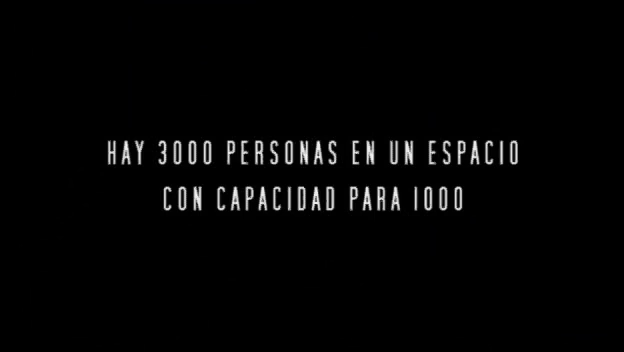 HAY 3000 PERSONAS EN UN ESPACIO
CON CAPACIDAD PARA 1000